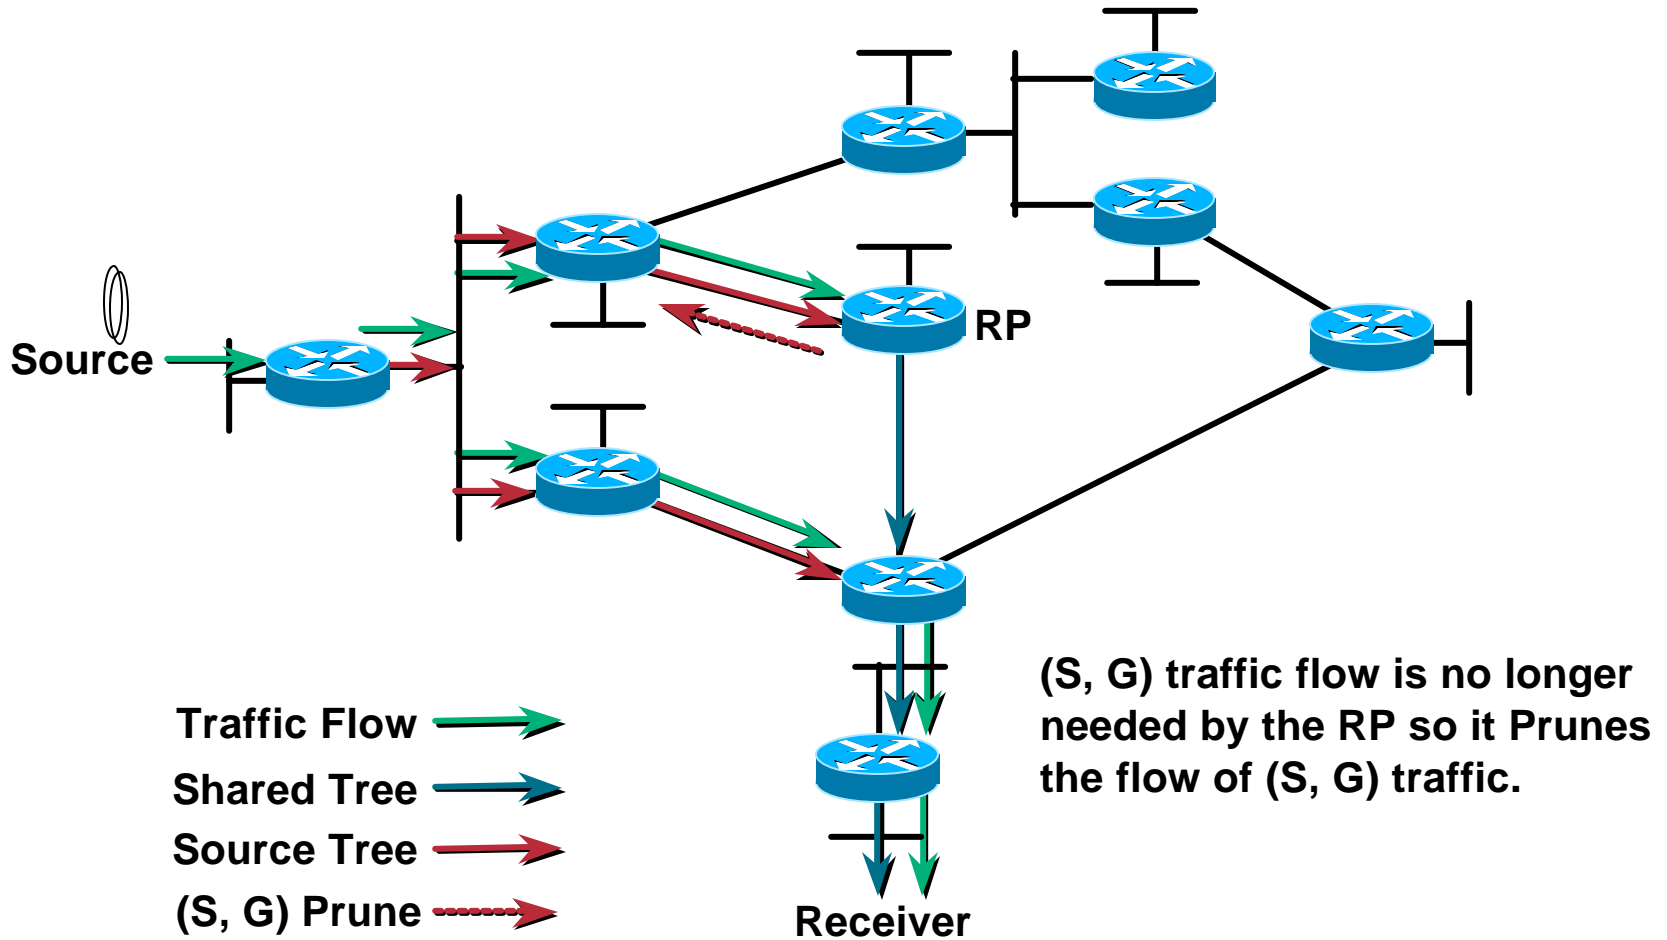 RP
Source
(S, G) traffic flow is no longer
needed by the RP so it Prunes
the flow of (S, G) traffic.
Traffic Flow
Shared Tree
Source Tree
(S, G) Prune
Receiver